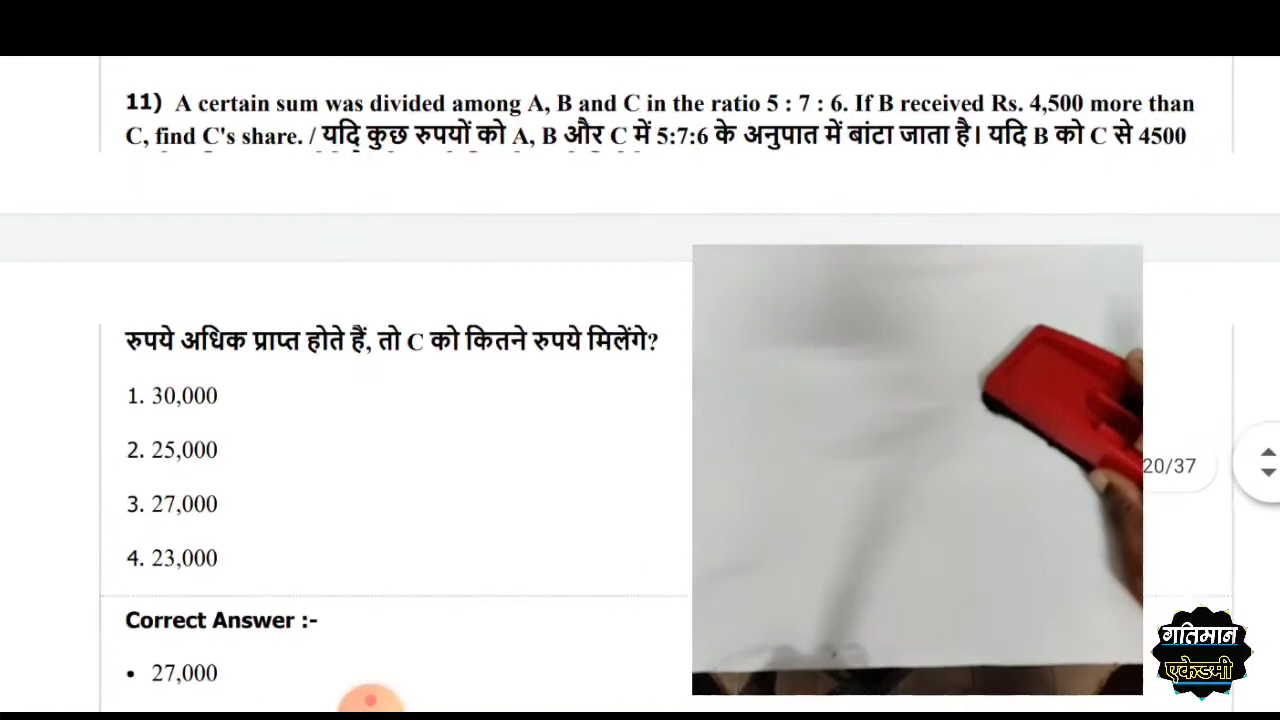 11) A certain sum was divided among A, B and C in the ratio 5 : 7 : 6. If B received Rs. 4,500 more than
C, find C's share. / यदि कुछ रुपयों को A, B और C में 5:7:6 के अनुपात में बांटा जाता है। यदि B को C से 4500
रुपये अधिक प्राप्त होते हैं, तो C को कितने रुपये मिलेंगे?
1. 30,000
2. 25,000
20/37
3. 27,000
4. 23,000
Correct Answer :-
• 27,000
गतिमान
एकेडमी